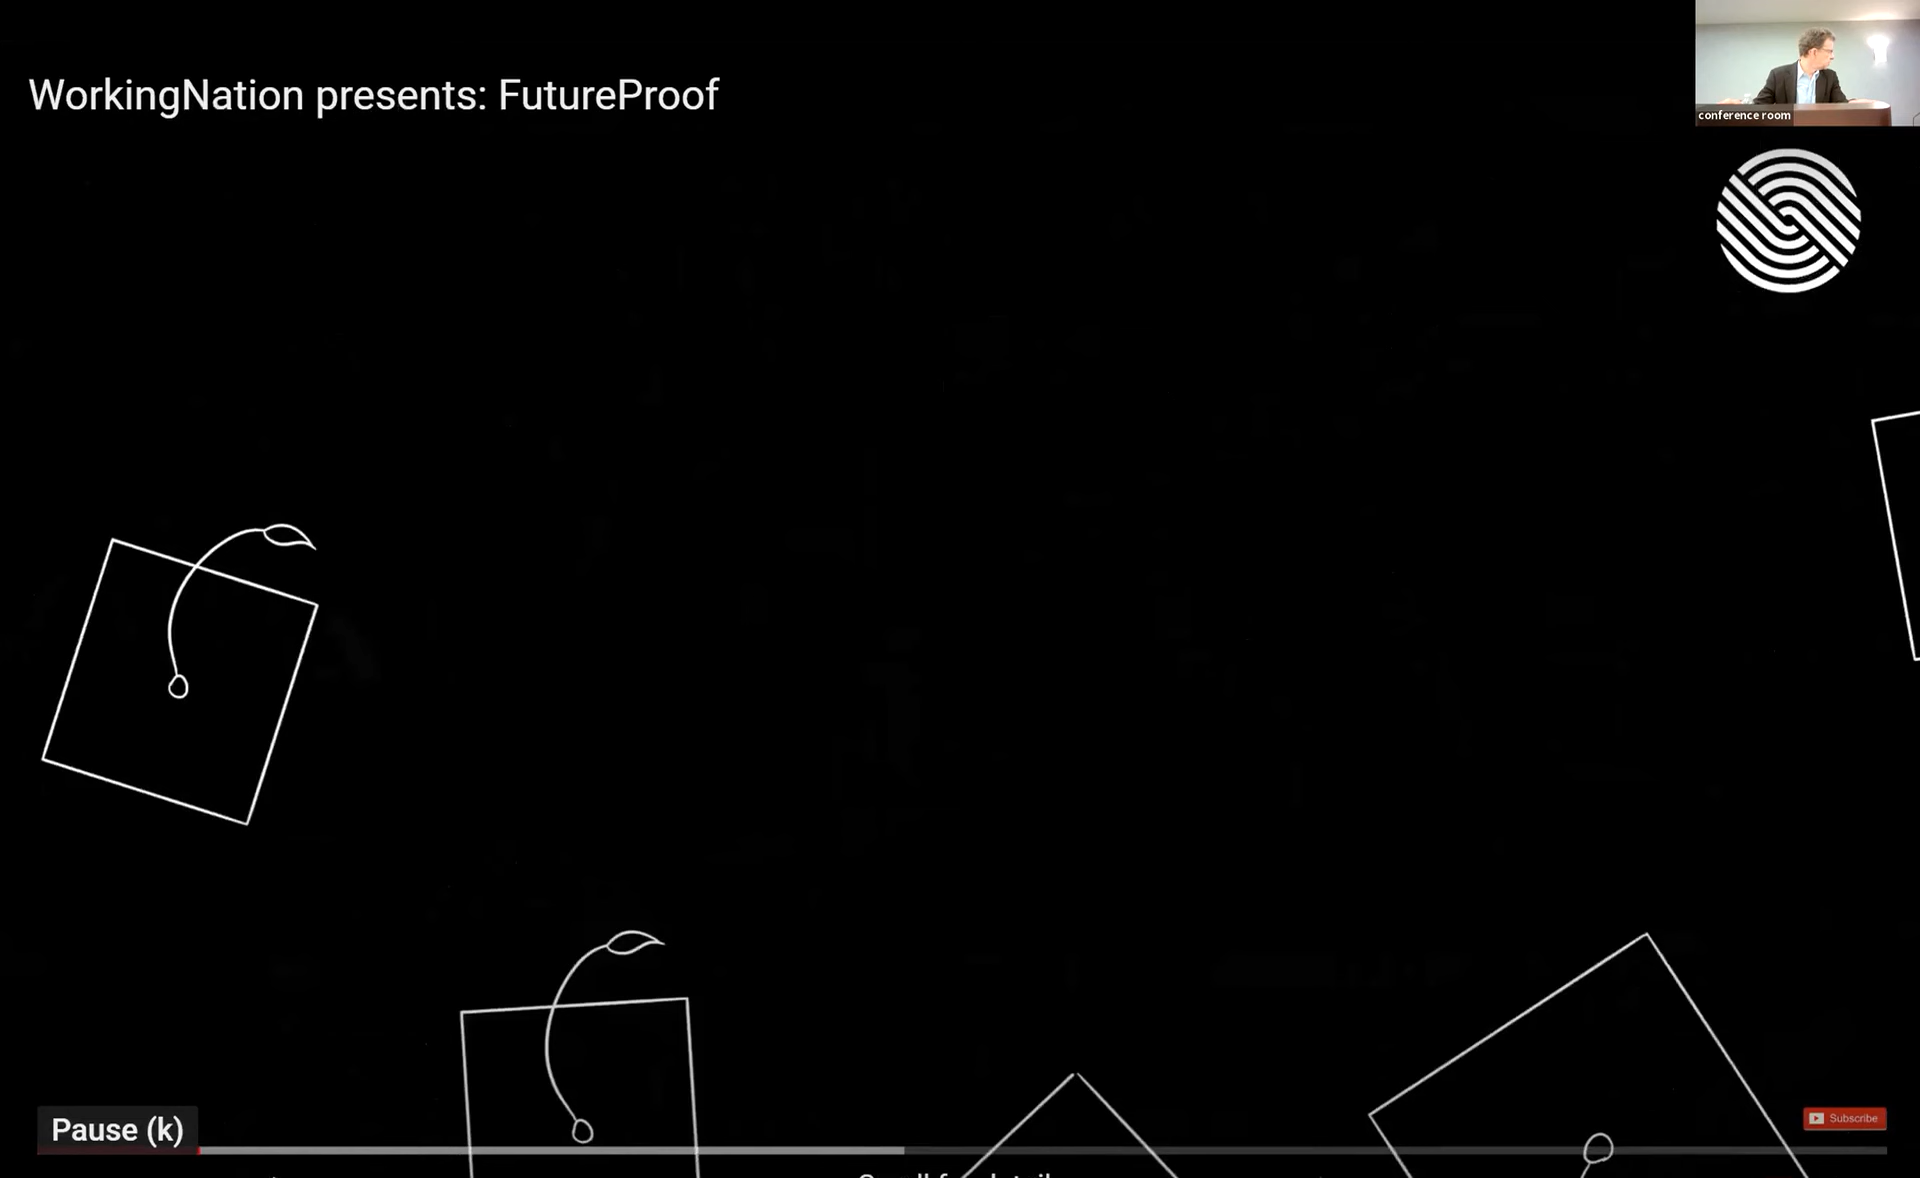 WorkingNation presents: FutureProof
conference room
Subscribe
Pause (k)